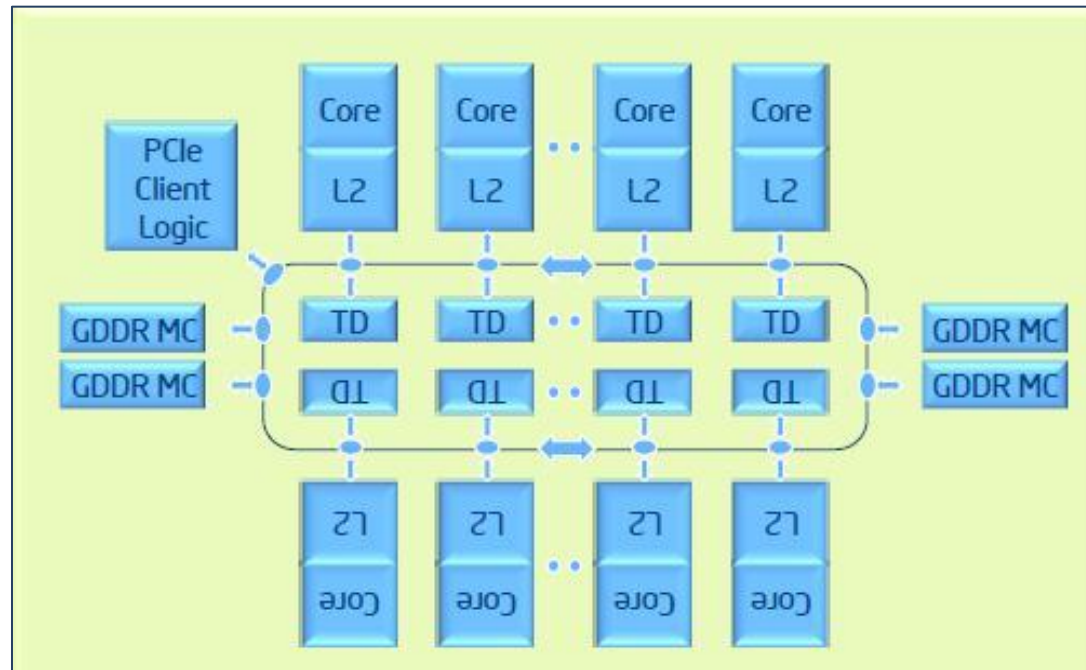 Core Core Core Core
PCIe
Client
Logic
L2 L2 L2 L2
GDDR MC TD TD TD TD GDDR MC
GDDR MC TD TD TD TD GDDR MC
L2 L2 L2 L2
Core Core Core Core